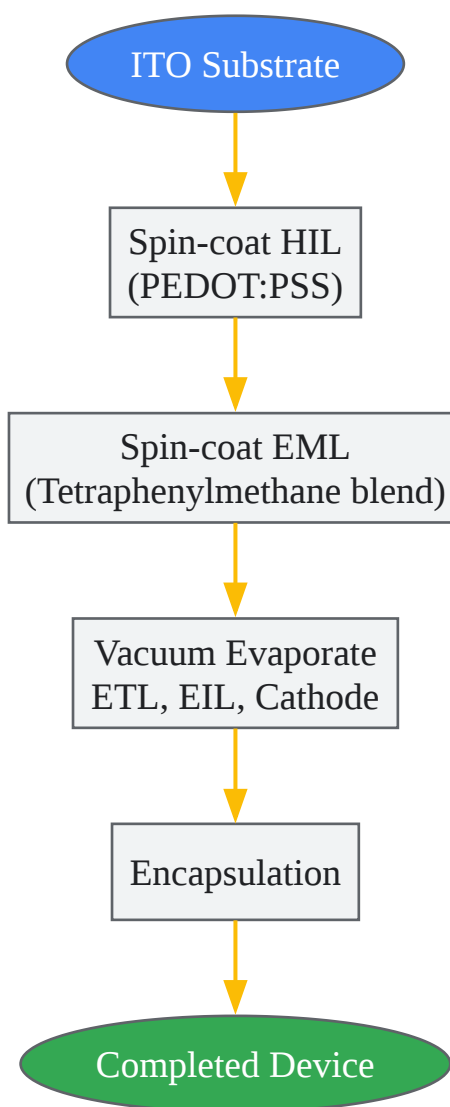 ITO Substrate
Spin-coat HIL
(PEDOT:PSS)
Spin-coat EML
(Tetraphenylmethane blend)
Vacuum Evaporate
ETL, EIL, Cathode
Encapsulation
Completed Device